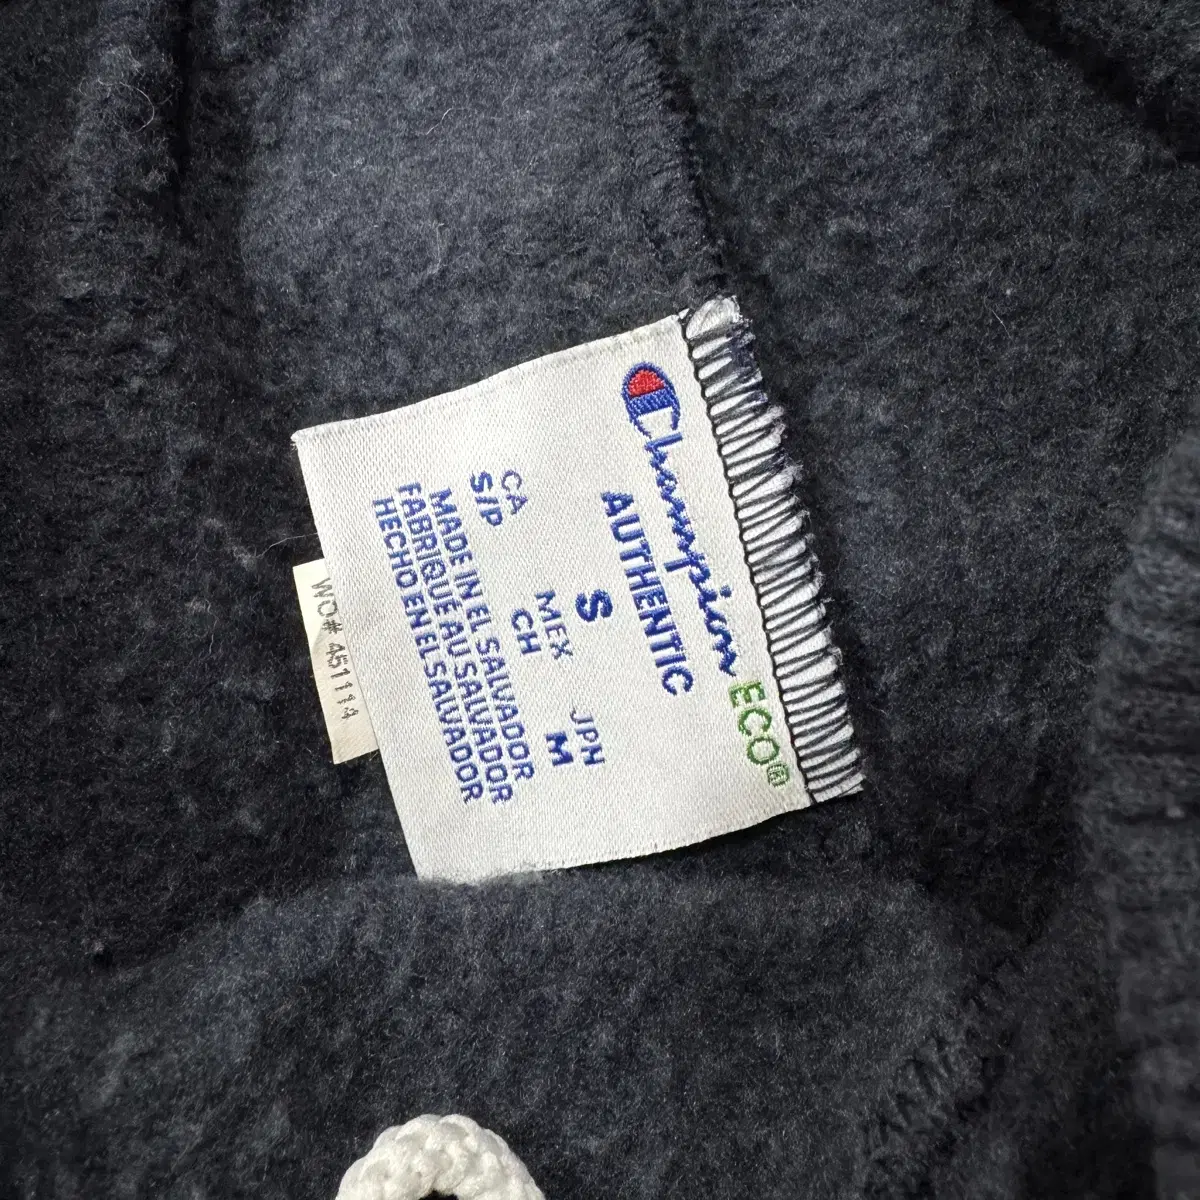 Champion ECO®
AUTHENTIC
S
CA MEX JPN
S/P CH M
MADE IN EL SALVADOR
FABRIQUÉ AU SALVADOR
HECHO EN EL SALVADOR
WO# 451114